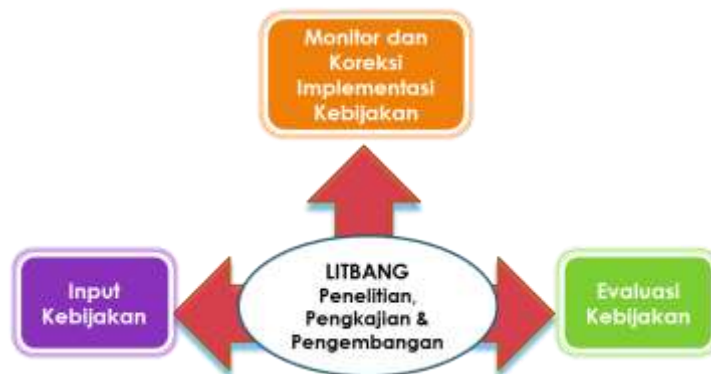 Monitor dan
Koreksi
Implementasi
Kebijakan
Input
Kebijakan
LITBANG
Penelitian,
Pengkajian &
Pengembangan
Evaluasi
Kebijakan